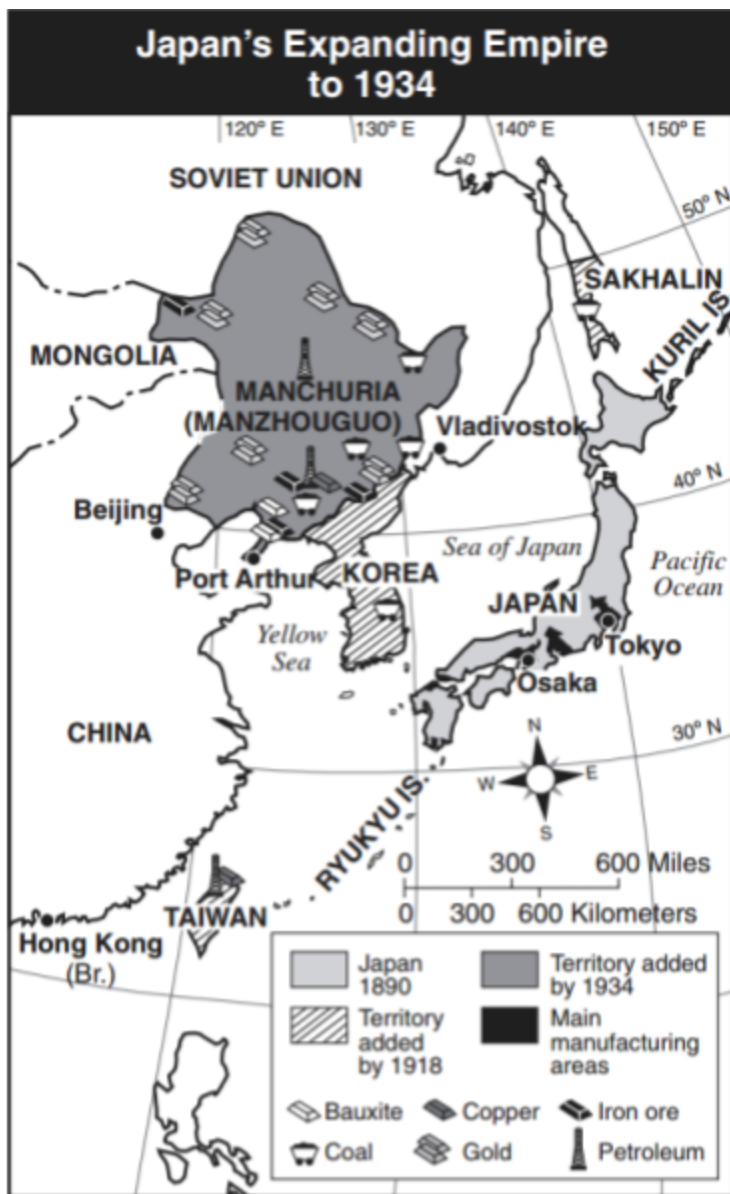 Japan's Expanding Empire
to 1934
120° E
130° E
140° E
150° E
SOVIET UNION
50° N
SAKHALIN
KURIL IS.
MONGOLIA
MANCHURIA
(MANZHOUGUO)
Vladivostok
40° N
Beijing
Sea of Japan
Pacific
Ocean
Port Arthur
KOREA
JAPAN
Yellow
Sea
Tokyo
Osaka
CHINA
30° N
N
W
E
S
RYUKYU IS.
0 300 600 Miles
0 300 600 Kilometers
TAIWAN
Hong Kong
(Br.)
Japan
1890
Territory added
by 1934
Territory
added
by 1918
Main
manufacturing
areas
Bauxite
Copper
Iron ore
Coal
Gold
Petroleum